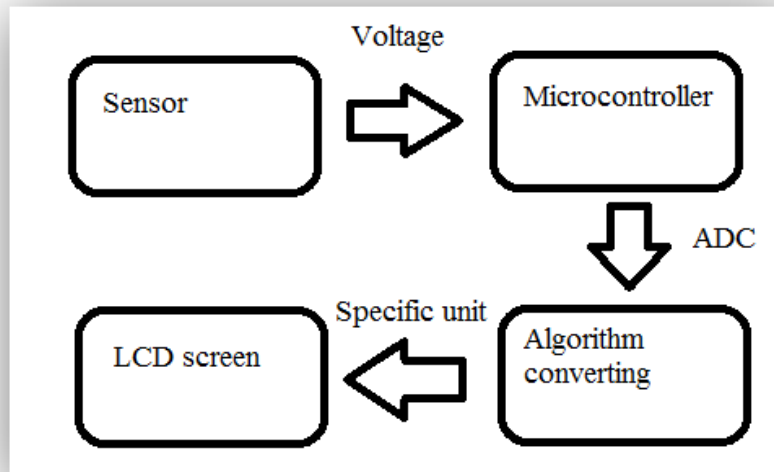 Voltage
Sensor
Microcontroller
ADC
Specific unit
LCD screen
Algorithm
converting